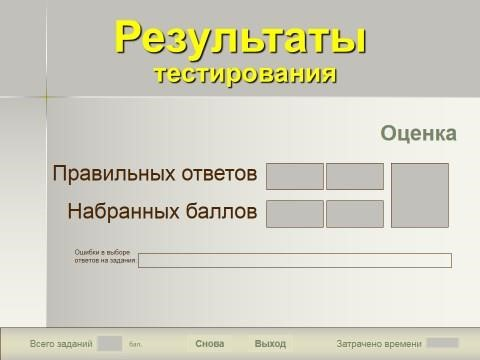 Результаты
тестирования
Оценка
Правильных ответов
Набранных баллов
Ошибки в выборе
ответов на задания:
Всего заданий бал. Снова Выход Затрачено времени